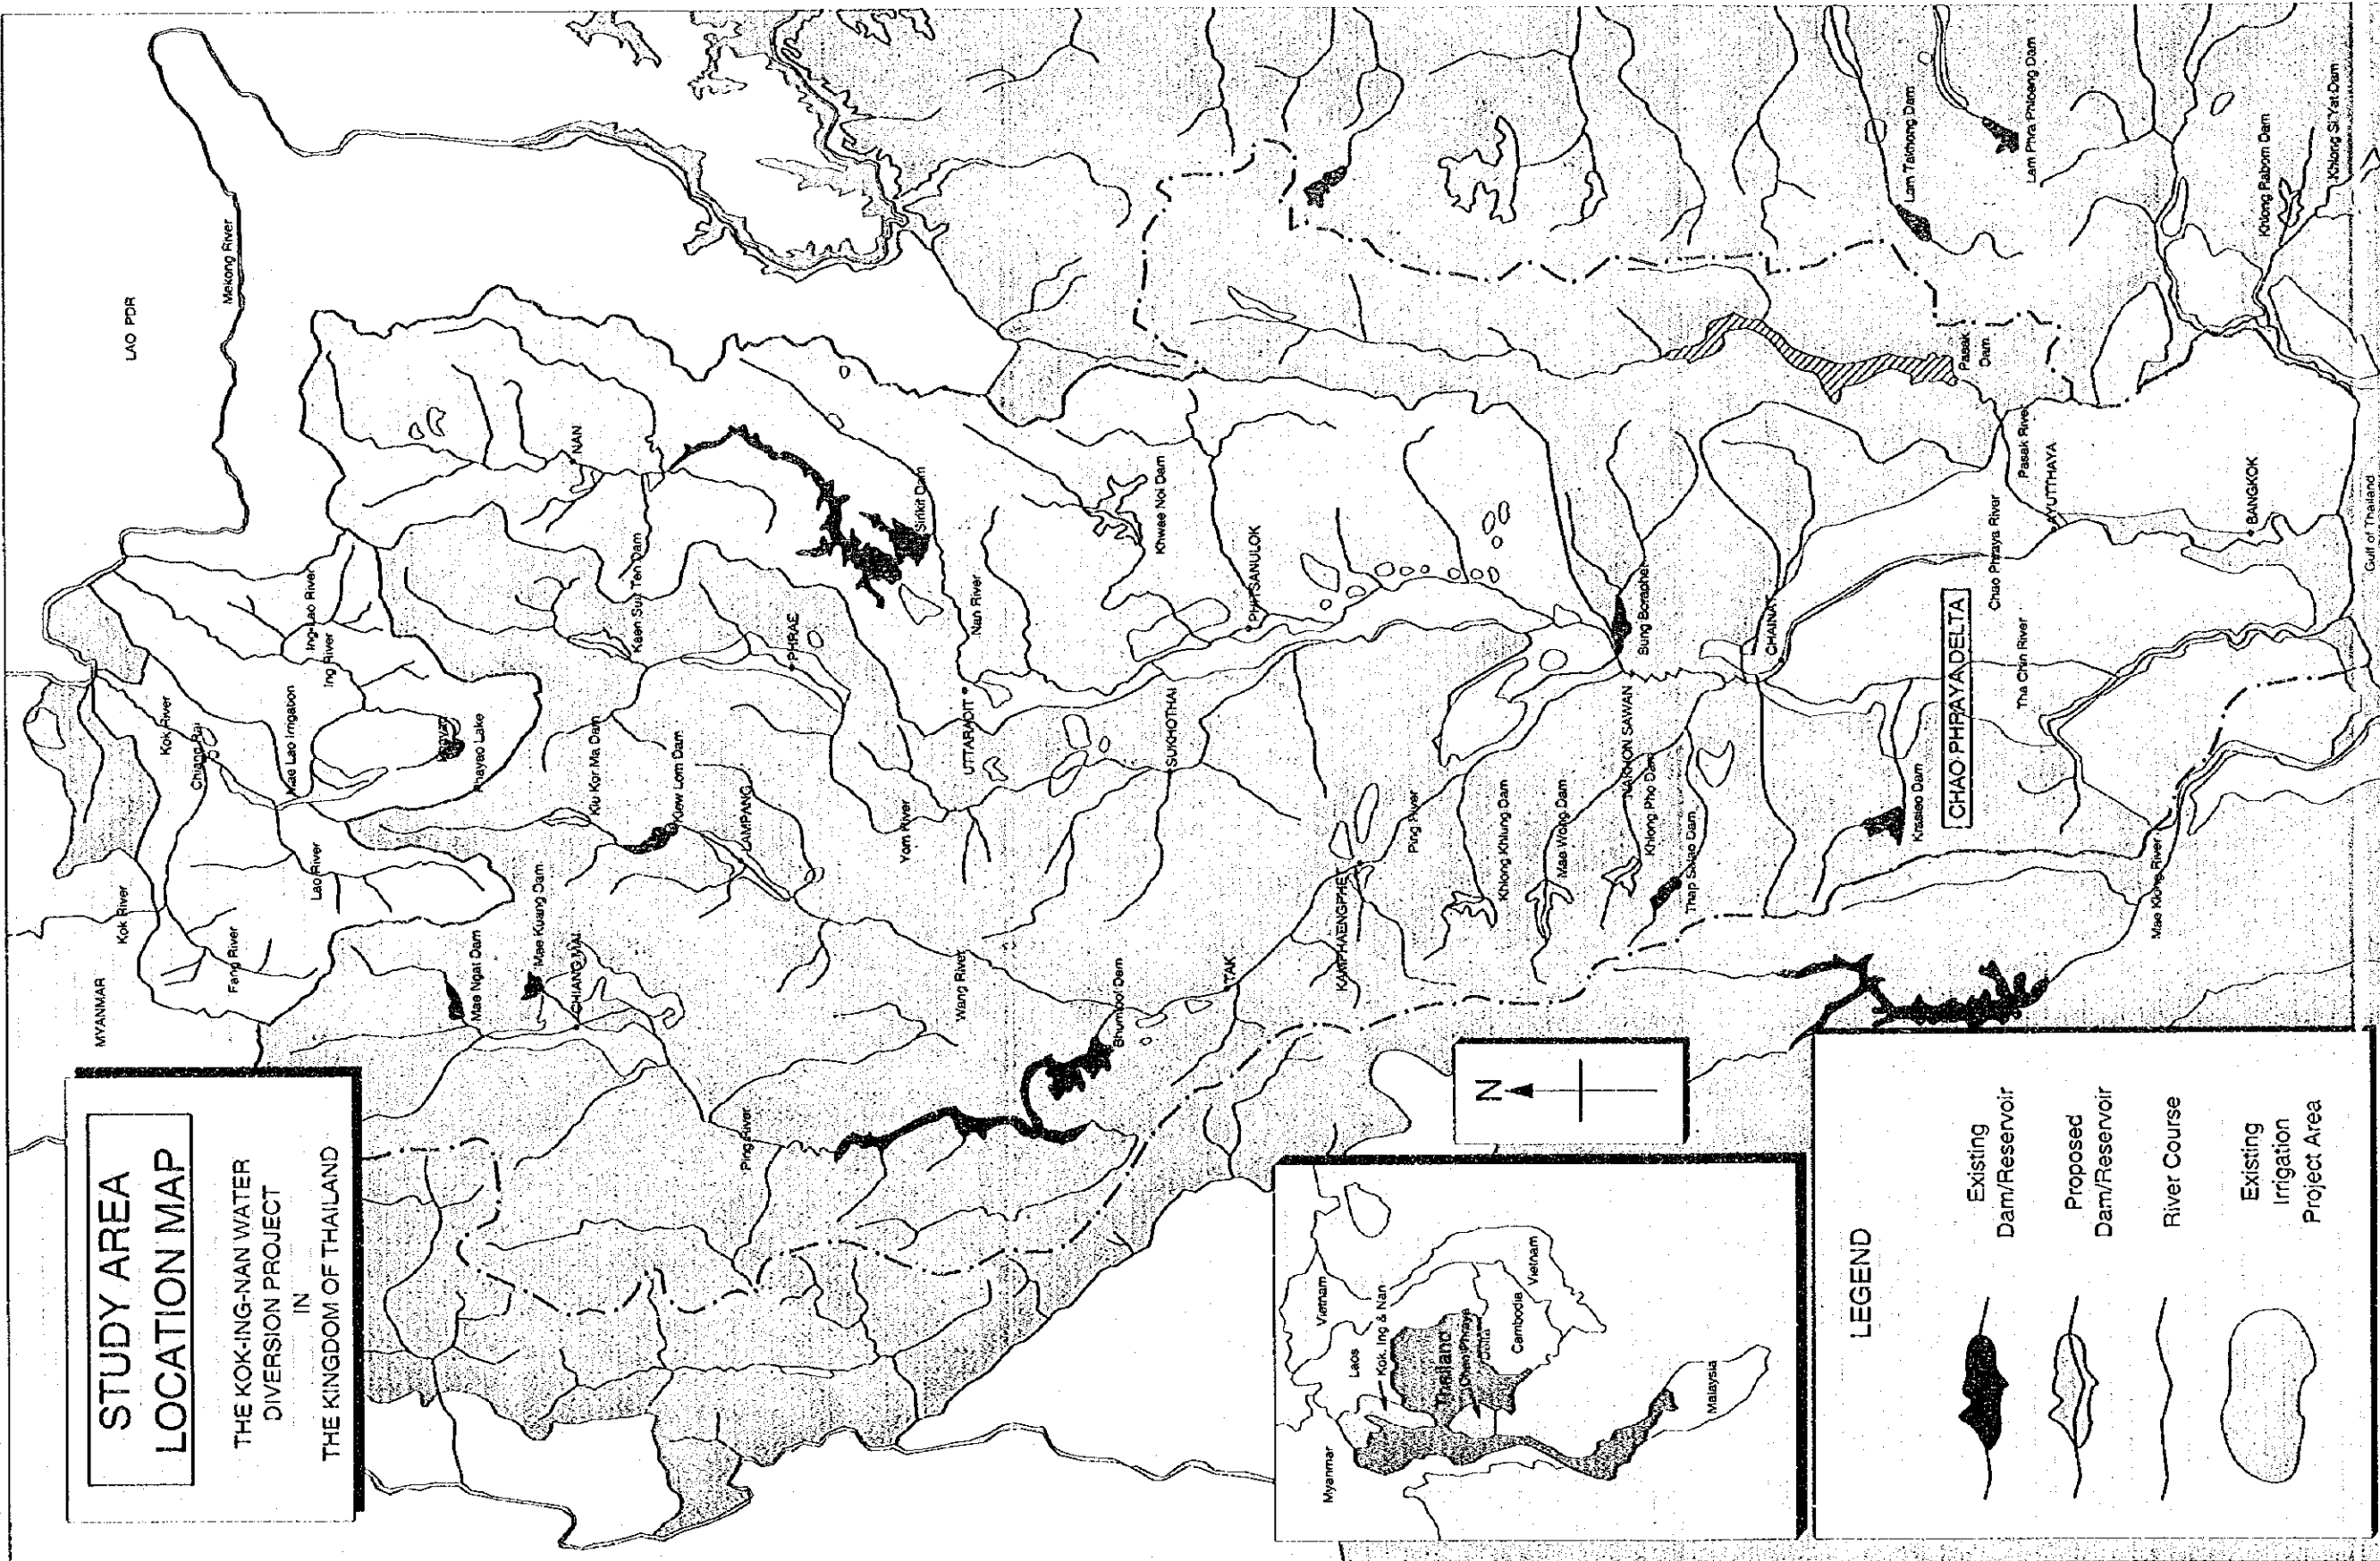 STUDY AREA
LOCATION MAP
THE KOK-ING-NAN WATER
DIVERSION PROJECT
IN
THE KINGDOM OF THAILAND
MYANMAR
LAO PDR
Mekong River
Kok River
Kok River
Chiang Rai
Fang River
Lao River
Mae Lao Irrigation
Ing River
Ing-Lao River
Phayao Lake
NAN
Mae Ngat Dam
Mae Kuang Dam
CHIANG MAI
Kiu Kor Ma Dam
Kiew Lom Dam
LAMPANG
Kaen Sua Ten Dam
PHRAE
Sirikit Dam
Ping River
Wang River
Yom River
UTTARADIT
Nan River
Bhumibol Dam
TAK
SUKHOTHAI
Khwae Noi Dam
PHITSANULOK
KAMPHAENGPHET
Ping River
Khlong Khlung Dam
Mae Wong Dam
NAKHON SAWAN
Khlong Pho Dam
Thap Salao Dam
Bung Boraphet
CHAINAT
Krasieo Dam
CHAO PHRAYA DELTA
Chao Phraya River
Tha Chin River
Mae Klong River
Pasak
Dam
Pasak River
AYUTTHAYA
BANGKOK
Gulf of Thailand
Lam Takhong Dam
Lam Phra Phloeng Dam
Khlong Rabom Dam
Khlong Si Yat Dam
N
Myanmar
Vietnam
Laos
Kok, Ing & Nan
Thailand
Chao Phraya
Delta
Cambodia
Vietnam
Malaysia
LEGEND
Existing
Dam/Reservoir
Proposed
Dam/Reservoir
River Course
Existing
Irrigation
Project Area